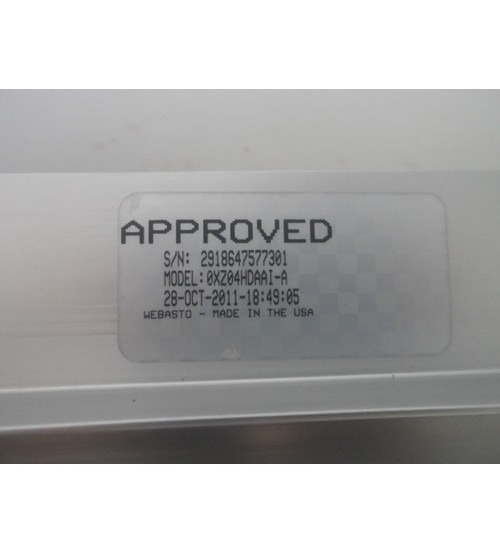 APPROVED
S/N: 2918647577301
MODEL:0XZ04HDAAI-A
28-OCT-2011-18:49:05
WEBASTO - MADE IN THE USA